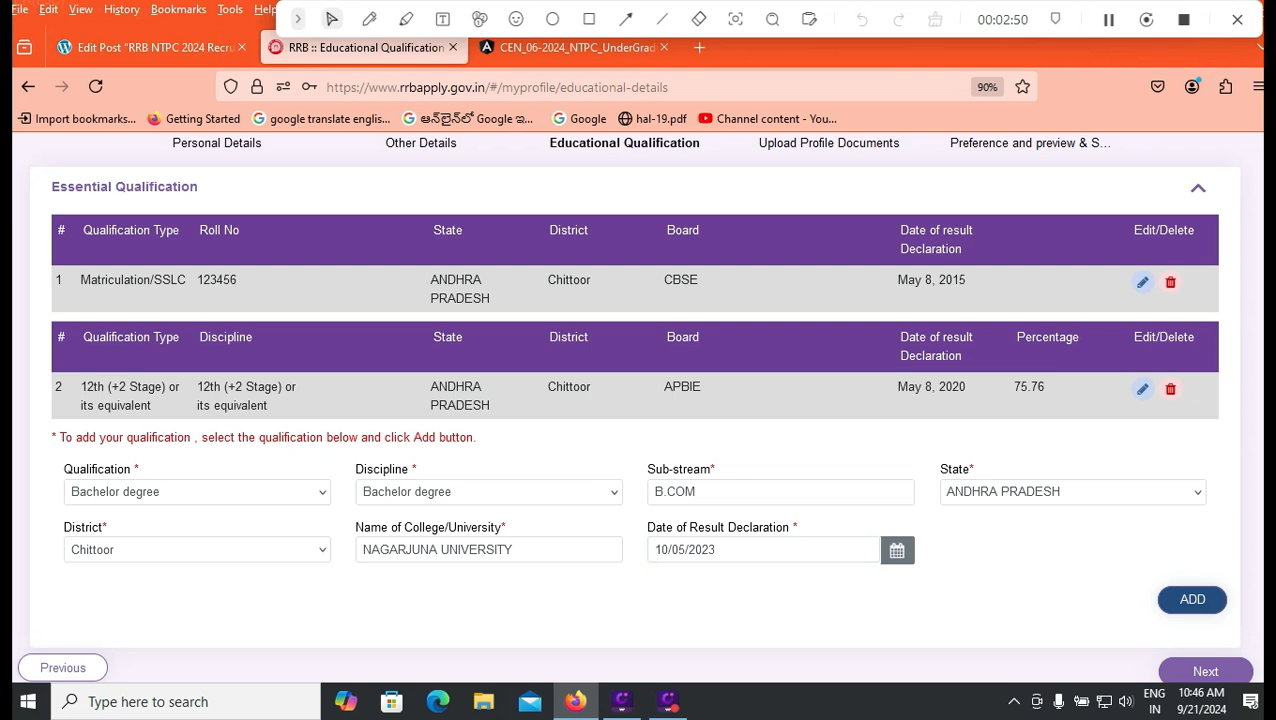 File Edit View History Bookmarks Tools Hel
00:02:50
Edit Post "RRB NTPC 2024 Recru
RRB :: Educational Qualification
CEN_06-2024_NTPC_UnderGrad
https://www.rrbapply.gov.in/#/myprofile/educational-details
90%
Import bookmarks...
Getting Started
google translate englis...
ఆన్‌లైన్‌లో Google ఇ...
Google
hal-19.pdf
Channel content - You...
Personal Details
Other Details
Educational Qualification
Upload Profile Documents
Preference and preview & S...
Essential Qualification
# Qualification Type Roll No State District Board Date of result Edit/Delete
Declaration
1 Matriculation/SSLC 123456 ANDHRA Chittoor CBSE May 8, 2015
PRADESH
# Qualification Type Discipline State District Board Date of result Percentage Edit/Delete
Declaration
2 12th (+2 Stage) or 12th (+2 Stage) or ANDHRA Chittoor APBIE May 8, 2020 75.76
its equivalent its equivalent PRADESH
* To add your qualification , select the qualification below and click Add button.
Qualification * Discipline * Sub-stream* State*
Bachelor degree Bachelor degree B.COM ANDHRA PRADESH
District* Name of College/University* Date of Result Declaration *
Chittoor NAGARJUNA UNIVERSITY 10/05/2023
ADD
Previous
Next
Type here to search
ENG 10:46 AM
IN 9/21/2024